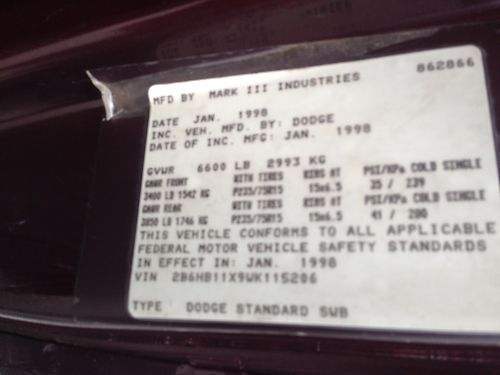 862866
MFD BY MARK III INDUSTRIES
DATE JAN. 1998
INC. VEH. MFD. BY: DODGE
DATE OF INC. MFG: JAN. 1998
GVWR 6600 LB 2993 KG
GAWR FRONT WITH TIRES RIMS AT PSI/KPa COLD SINGLE
3400 LB 1542 KG P235/75R15 15x6.5 35 / 239
GAWR REAR WITH TIRES RIMS AT PSI/KPa COLD SINGLE
3850 LB 1746 KG P235/75R15 15x6.5 41 / 280
THIS VEHICLE CONFORMS TO ALL APPLICABLE
FEDERAL MOTOR VEHICLE SAFETY STANDARDS
IN EFFECT IN: JAN. 1998
VIN 2B6HB11X9WK115206
TYPE DODGE STANDARD SWB